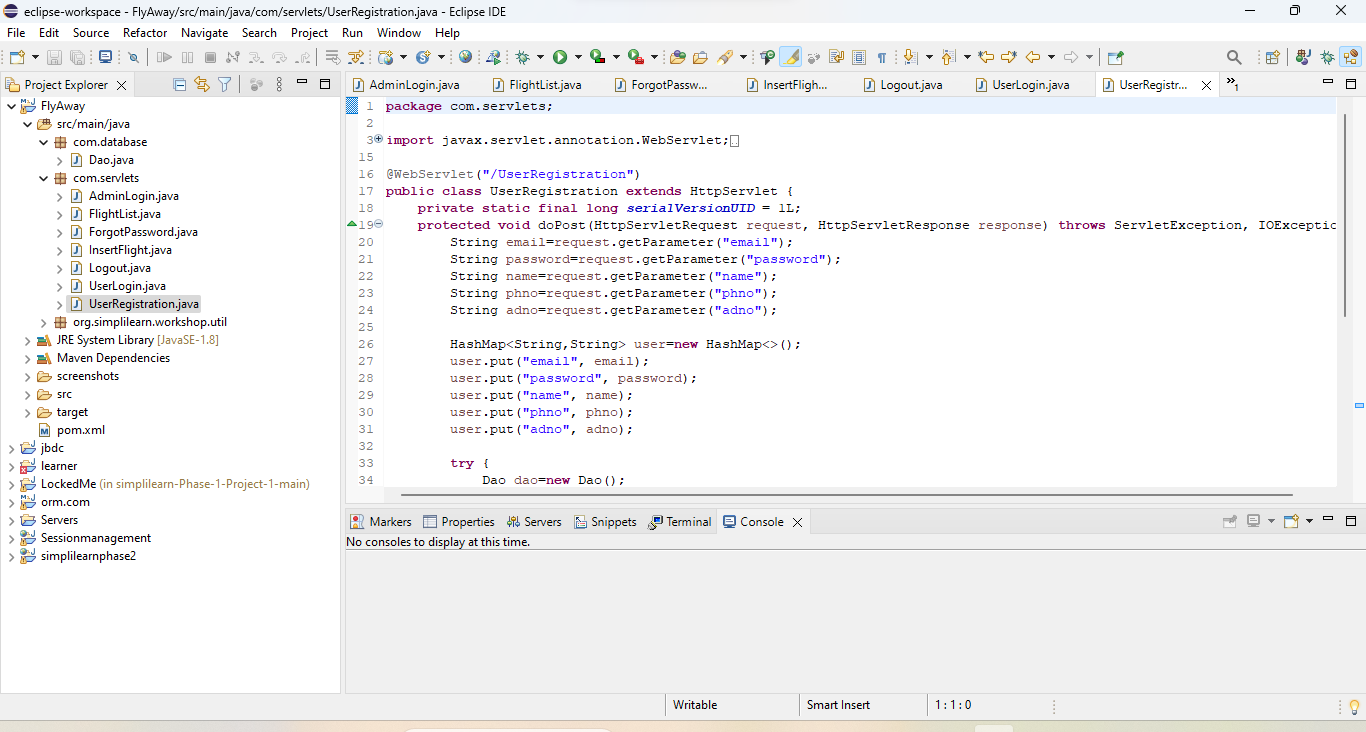 eclipse-workspace - FlyAway/src/main/java/com/servlets/UserRegistration.java - Eclipse IDE
File Edit Source Refactor Navigate Search Project Run Window Help
Project Explorer
FlyAway
src/main/java
com.database
Dao.java
com.servlets
AdminLogin.java
FlightList.java
ForgotPassword.java
InsertFlight.java
Logout.java
UserLogin.java
UserRegistration.java
org.simplilearn.workshop.util
JRE System Library [JavaSE-1.8]
Maven Dependencies
screenshots
src
target
pom.xml
jbdc
learner
LockedMe (in simplilearn-Phase-1-Project-1-main)
orm.com
Servers
Sessionmanagement
simplilearnphase2
AdminLogin.java FlightList.java ForgotPassw... InsertFligh... Logout.java UserLogin.java UserRegistr... »1
1 package com.servlets;
2
3 import javax.servlet.annotation.WebServlet;
15
16 @WebServlet("/UserRegistration")
17 public class UserRegistration extends HttpServlet {
18 private static final long serialVersionUID = 1L;
19 protected void doPost(HttpServletRequest request, HttpServletResponse response) throws ServletException, IOExceptic
20 String email=request.getParameter("email");
21 String password=request.getParameter("password");
22 String name=request.getParameter("name");
23 String phno=request.getParameter("phno");
24 String adno=request.getParameter("adno");
25
26 HashMap<String,String> user=new HashMap<>();
27 user.put("email", email);
28 user.put("password", password);
29 user.put("name", name);
30 user.put("phno", phno);
31 user.put("adno", adno);
32
33 try {
34 Dao dao=new Dao();
Markers Properties Servers Snippets Terminal Console
No consoles to display at this time.
Writable Smart Insert 1 : 1 : 0